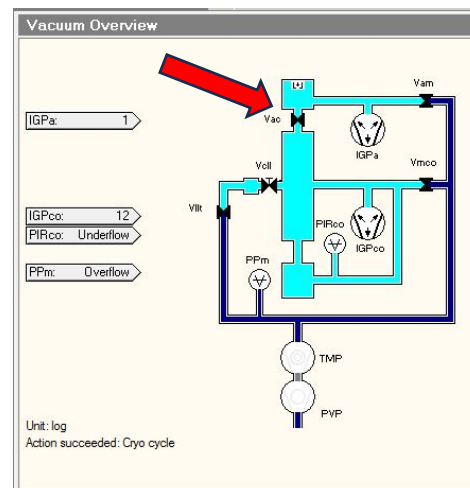 Vacuum Overview
Vam
IGPa: 1
Vac
IGPa
Vcll
Vmco
Vllt
IGPco: 12
PIRco: Underflow
PIRco
IGPco
PPm: Overflow
PPm
TMP
PVP
Unit: log
Action succeeded: Cryo cycle